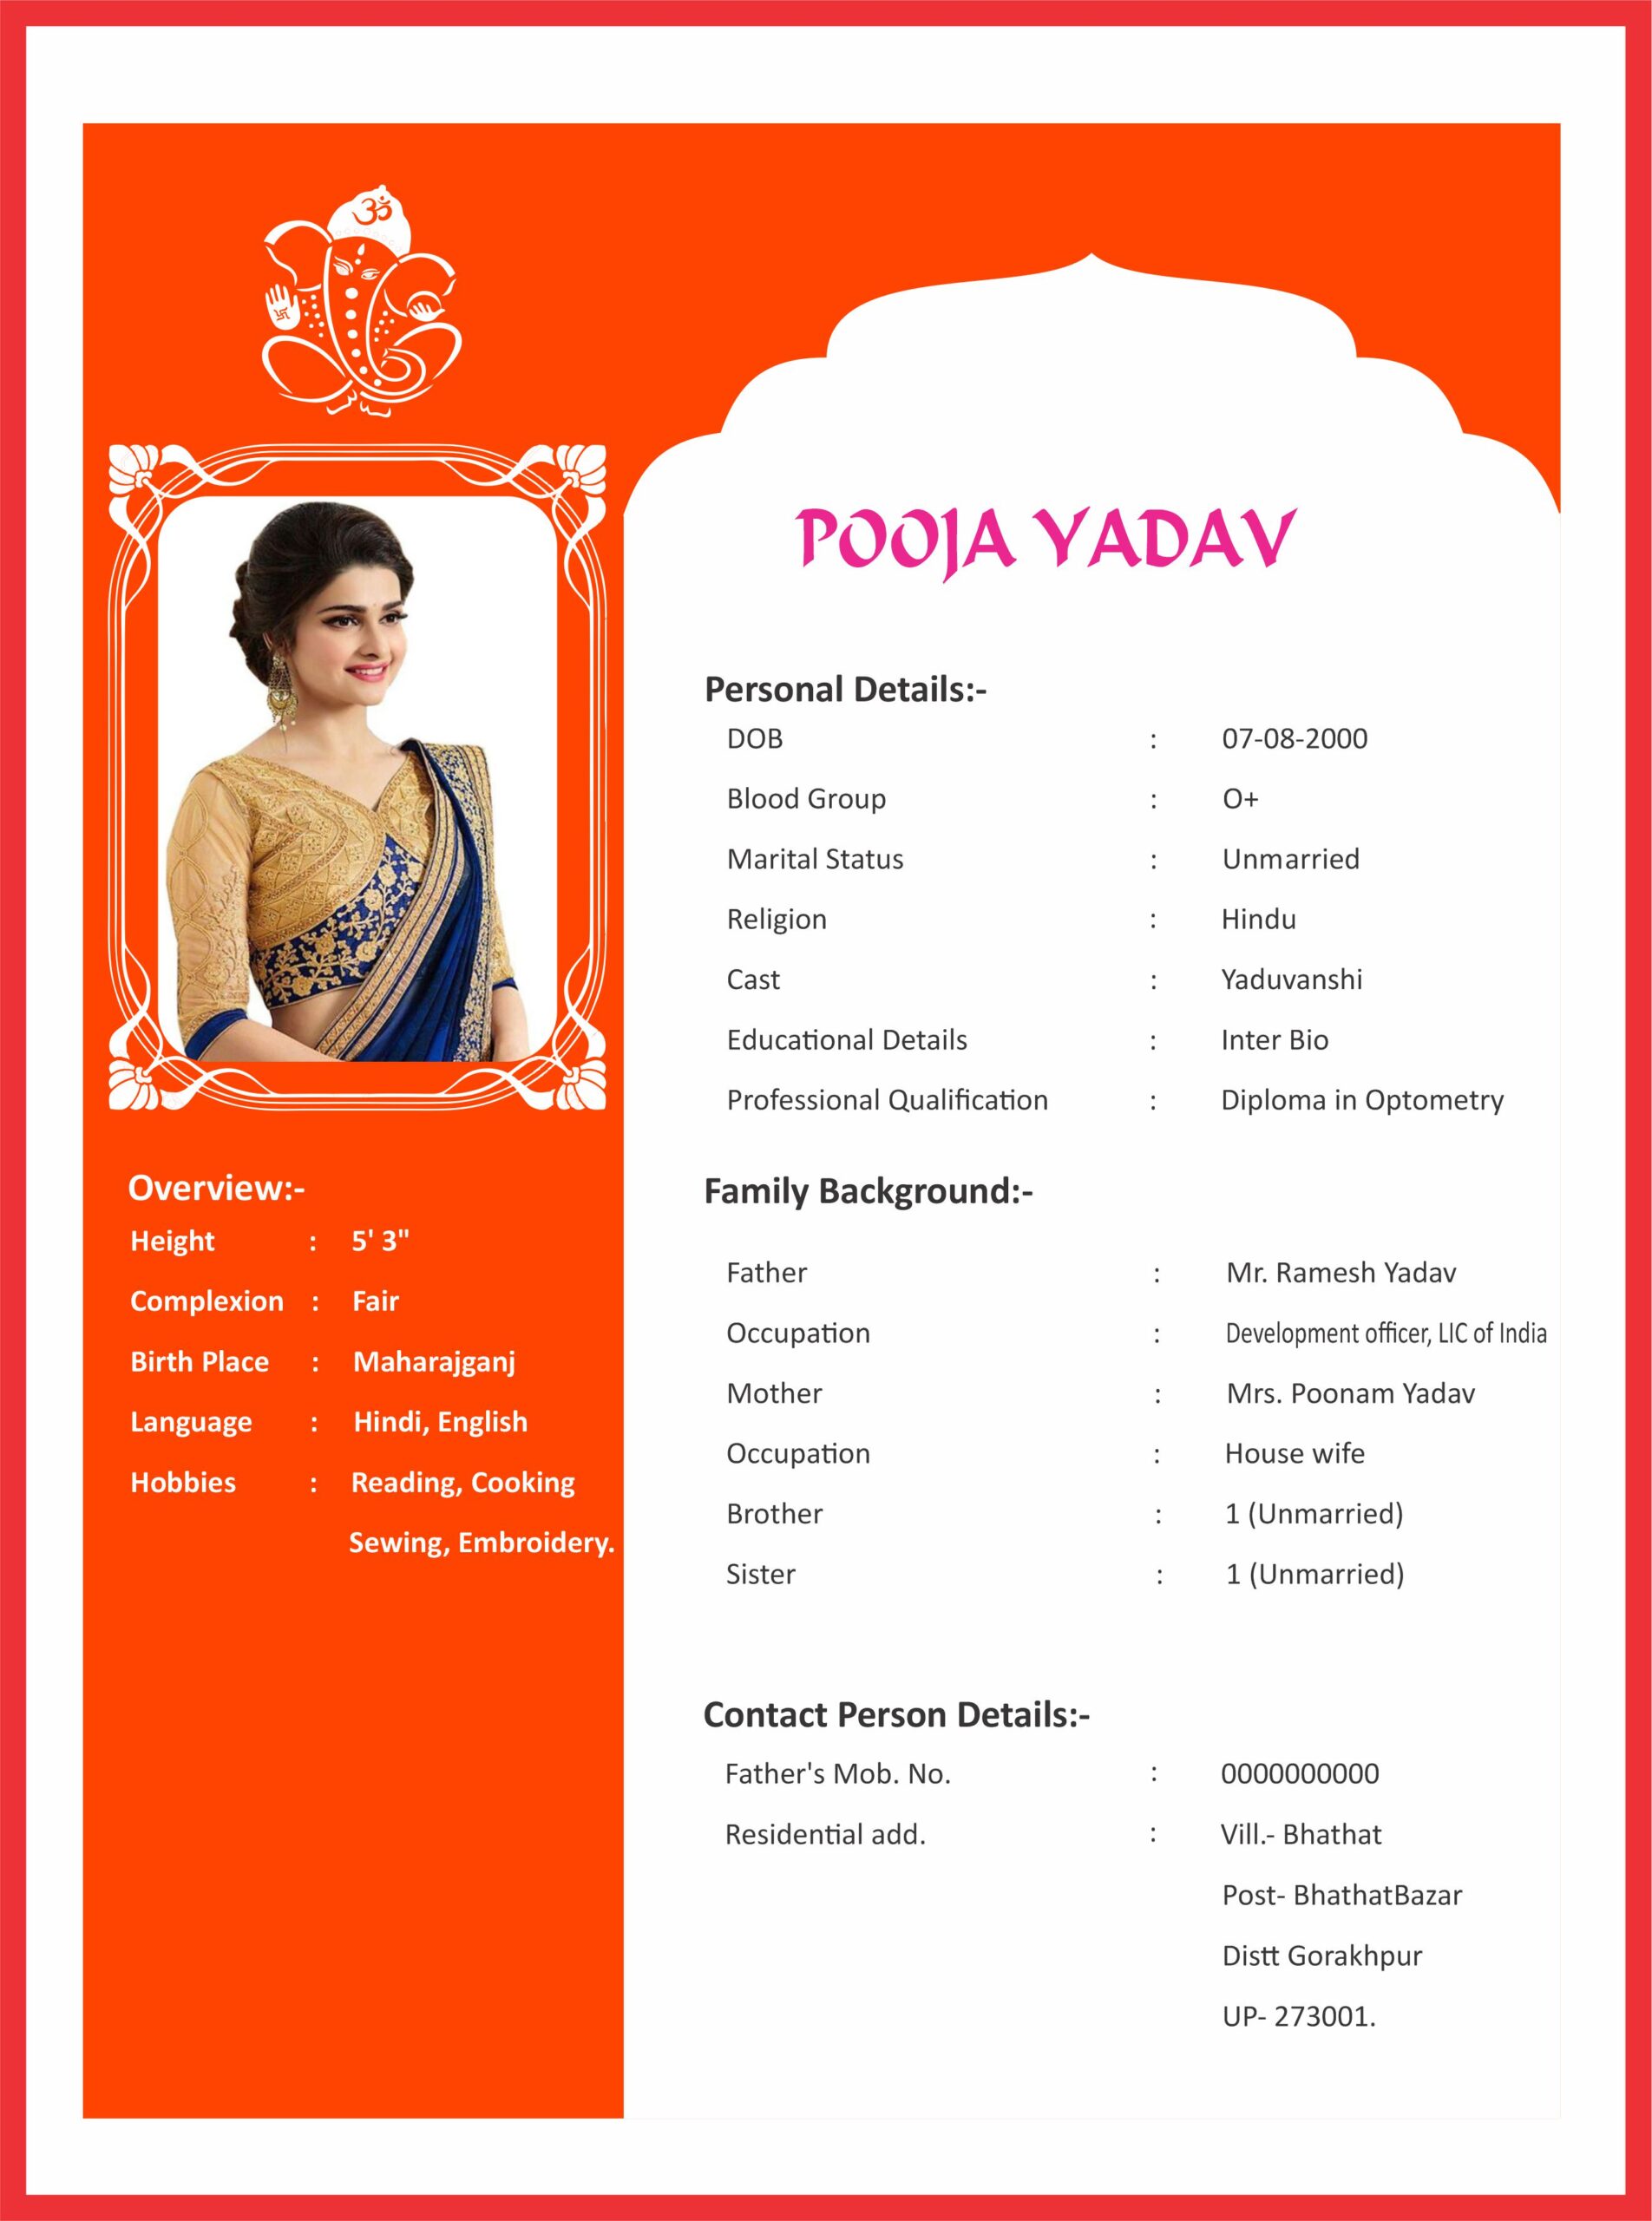 ॐ
POOJA YADAV
Personal Details:-
DOB : 07-08-2000
Blood Group : O+
Marital Status : Unmarried
Religion : Hindu
Cast : Yaduvanshi
Educational Details : Inter Bio
Professional Qualification : Diploma in Optometry
Overview:-
Height : 5' 3"
Complexion : Fair
Birth Place : Maharajganj
Language : Hindi, English
Hobbies : Reading, Cooking
Sewing, Embroidery.
Family Background:-
Father : Mr. Ramesh Yadav
Occupation : Development officer, LIC of India
Mother : Mrs. Poonam Yadav
Occupation : House wife
Brother : 1 (Unmarried)
Sister : 1 (Unmarried)
Contact Person Details:-
Father's Mob. No. : 0000000000
Residential add. : Vill.- Bhathat
Post- BhathatBazar
Distt Gorakhpur
UP- 273001.